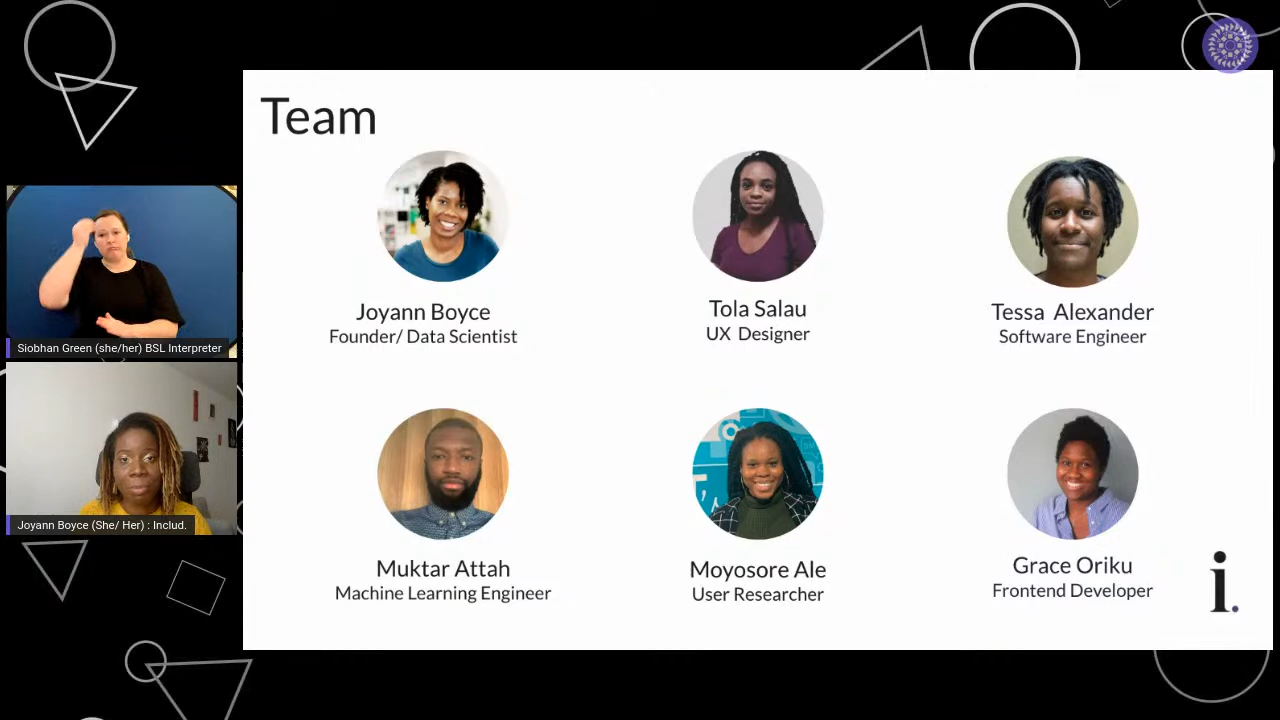 Team
Joyann Boyce
Founder/ Data Scientist
Tola Salau
UX Designer
Tessa Alexander
Software Engineer
Muktar Attah
Machine Learning Engineer
Moyosore Ale
User Researcher
Grace Oriku
Frontend Developer
i.
Siobhan Green (she/her) BSL Interpreter
Joyann Boyce (She/ Her) : Includ.